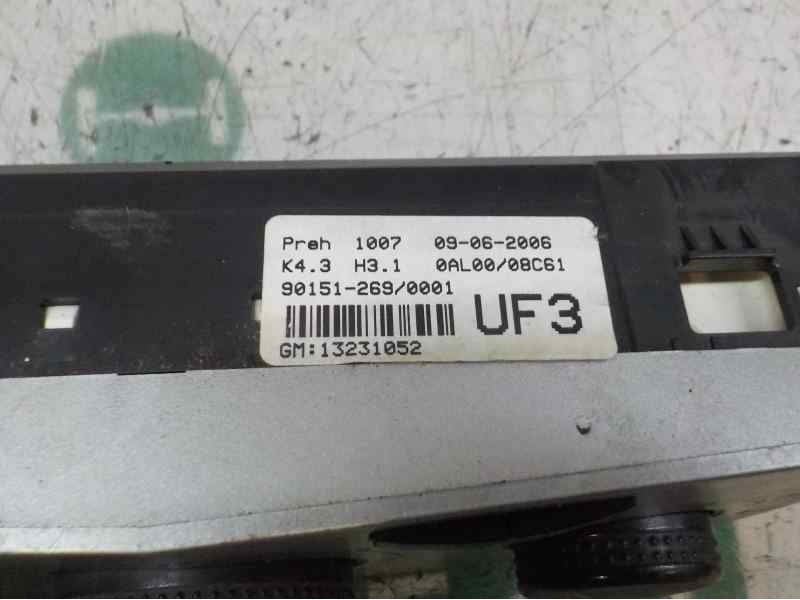 Preh 1007 09-06-2006
K4.3 H3.1 0AL00/08C61
90151-269/0001
UF3
GM:13231052